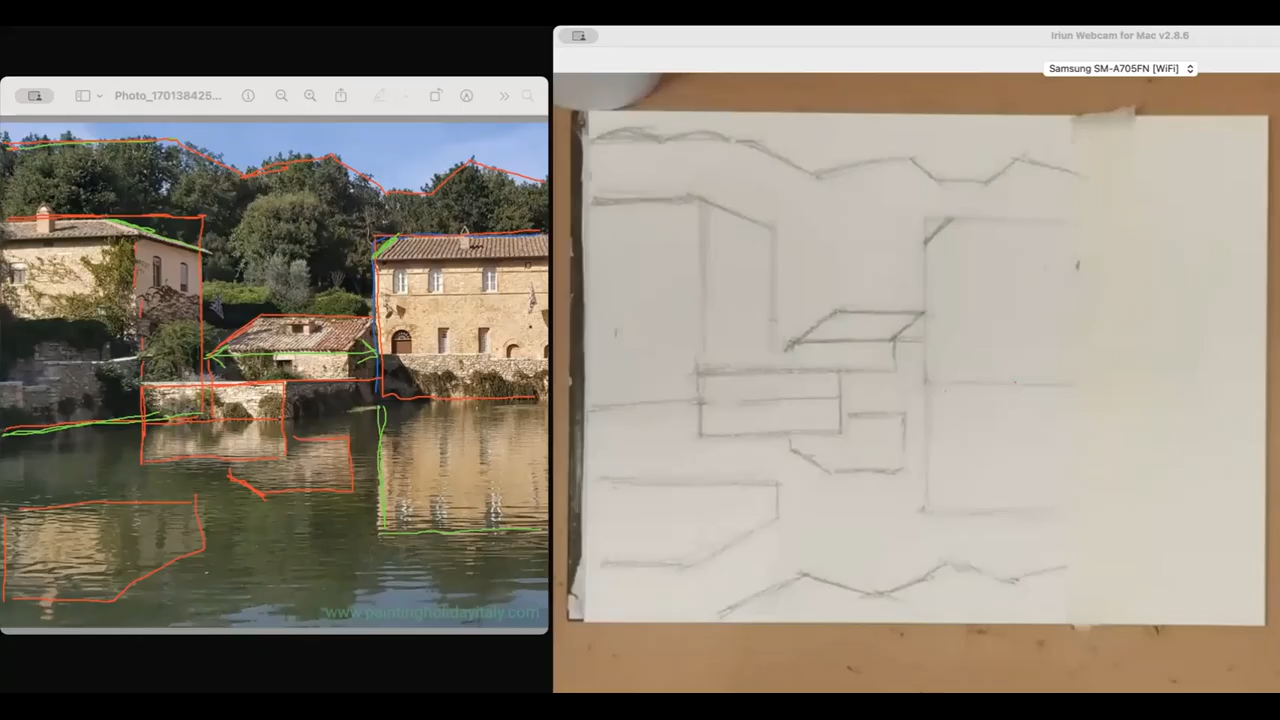 Iriun Webcam for Mac v2.8.6
Samsung SM-A705FN [WiFi]
Photo_170138425...
www.paintingholidayitaly.com